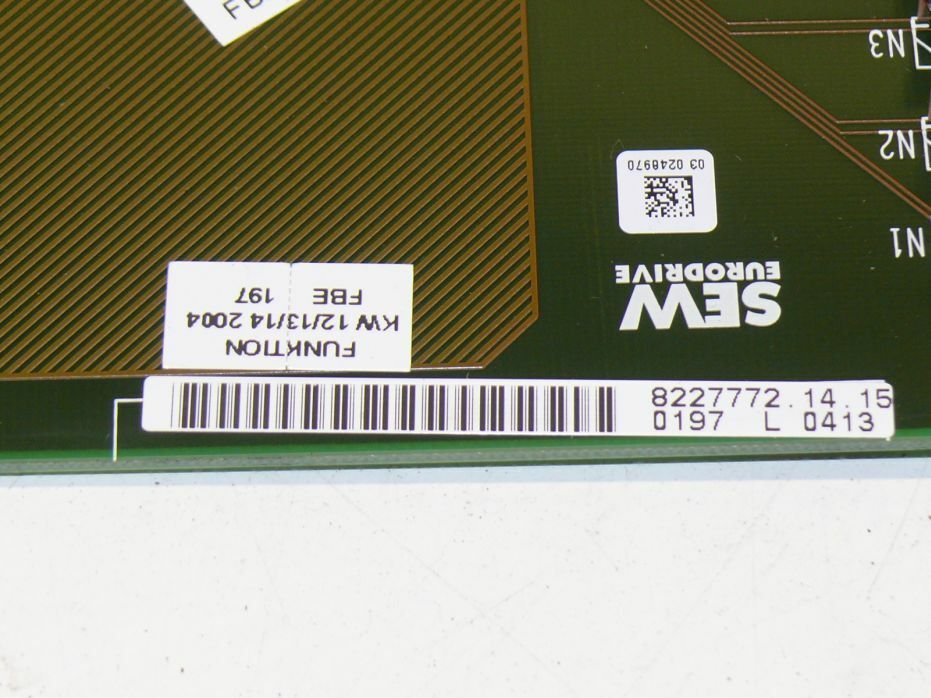 N3
N2
N1
03 0248970
SEW
EURODRIVE
FUNKTION
KW 12/13/14 2004
FBE 197
8227772.14.15
0197 L 0413